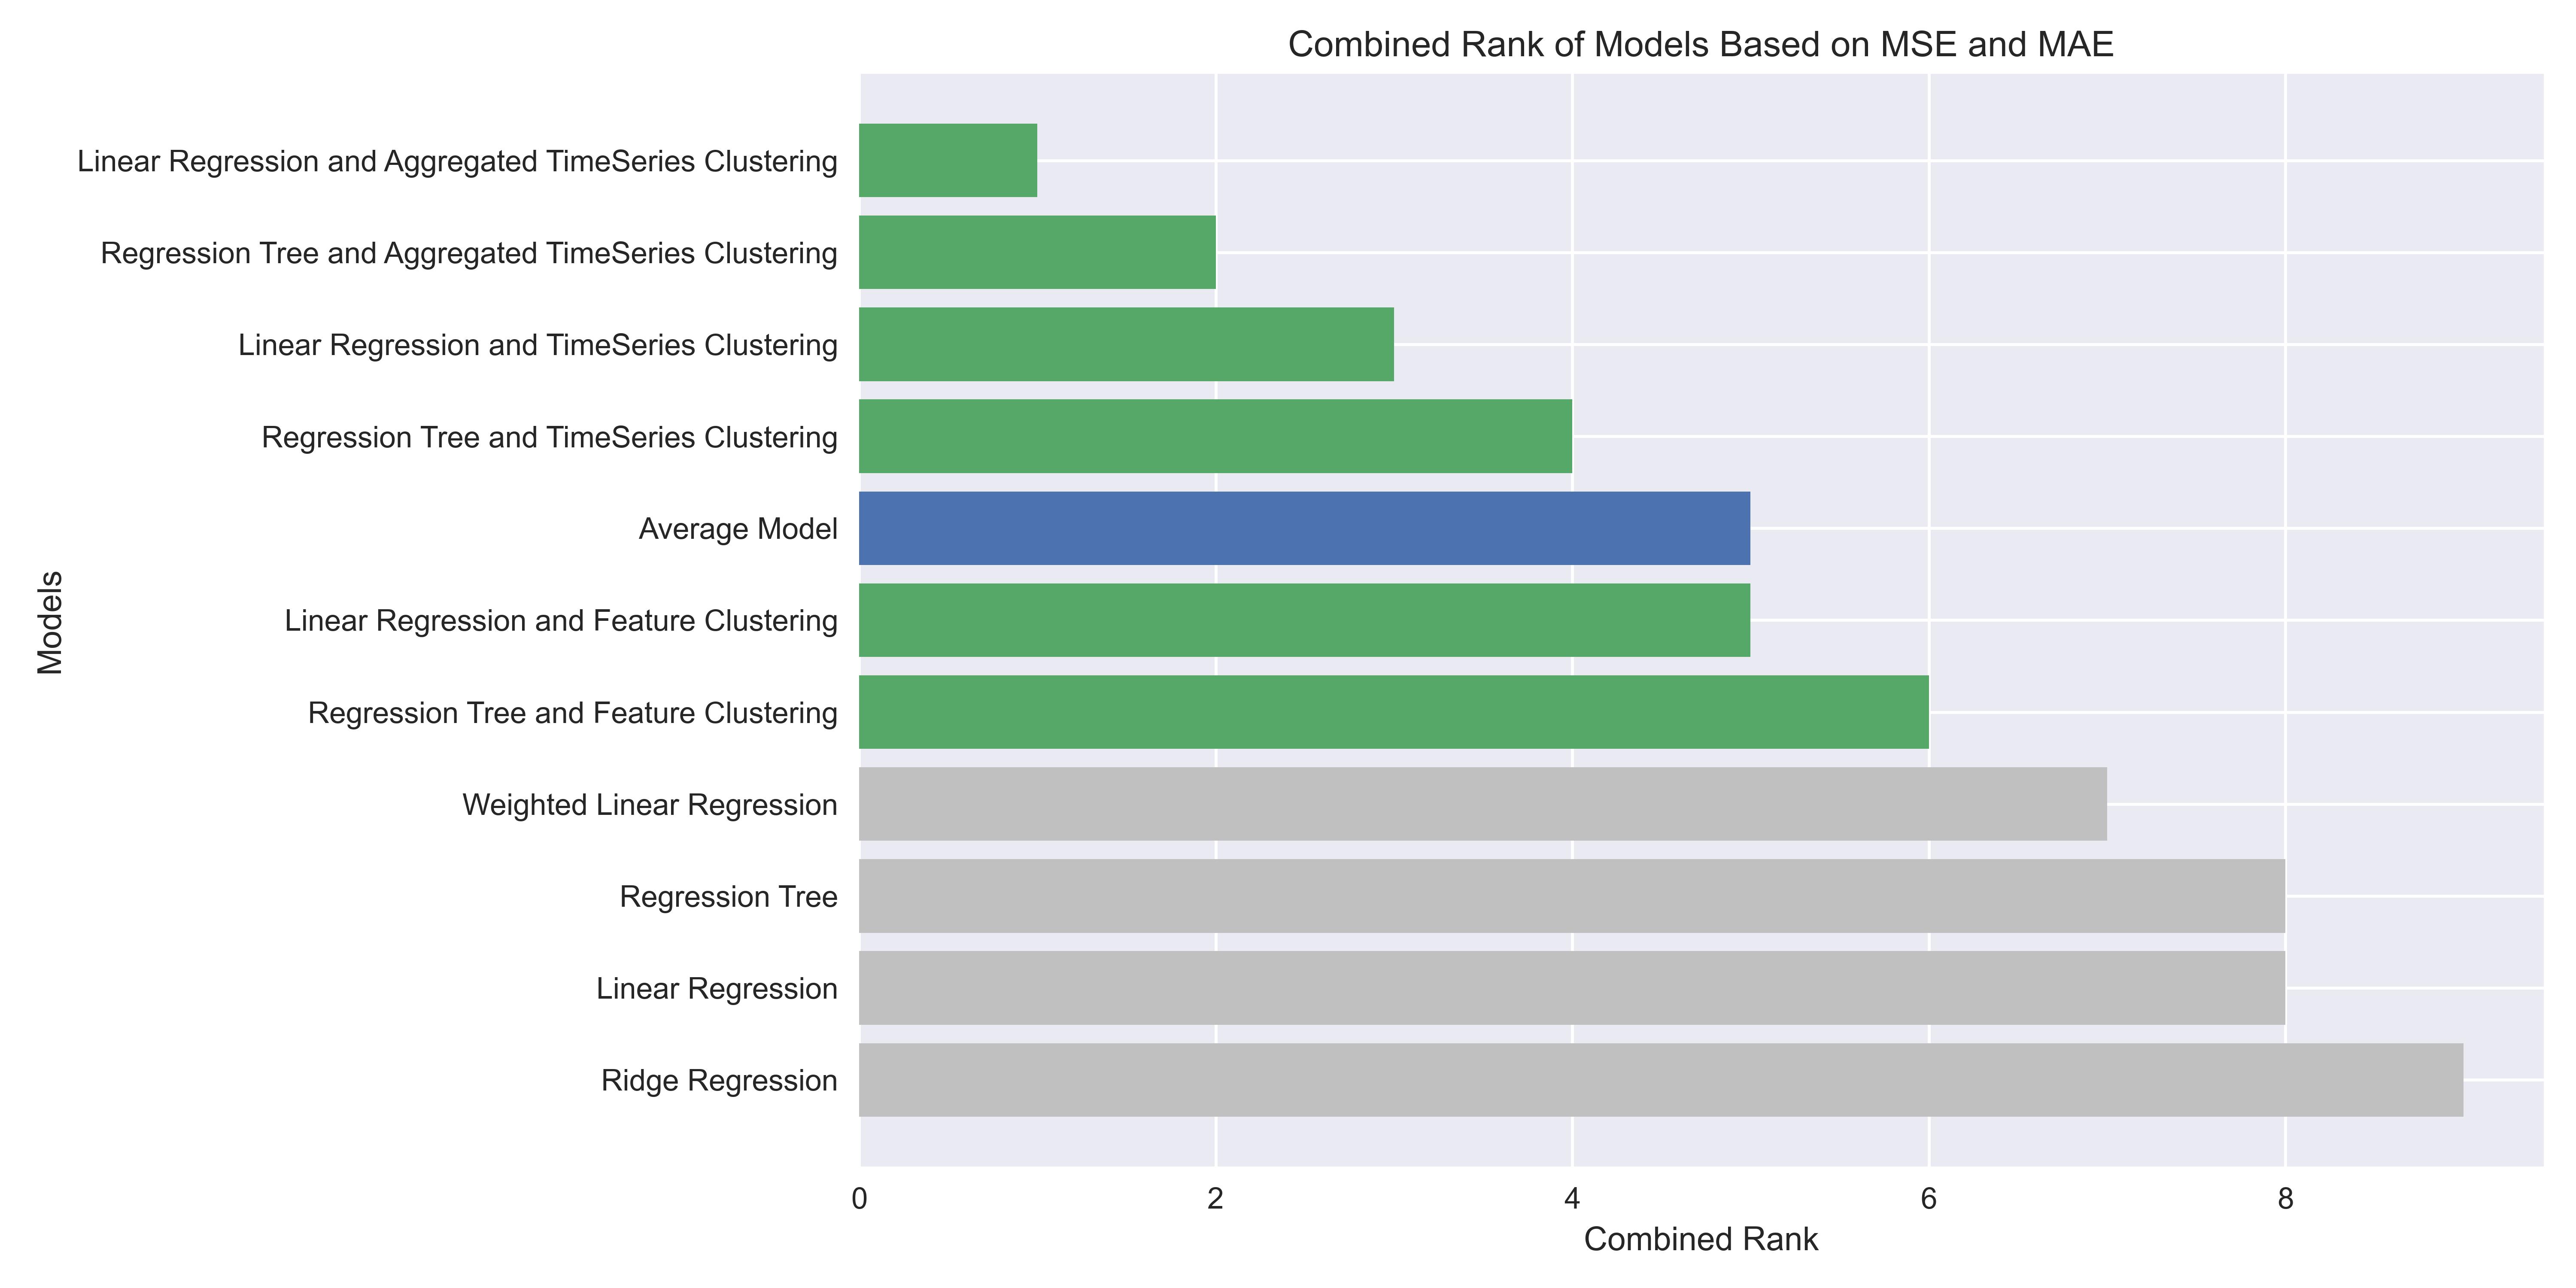 Combined Rank of Models Based on MSE and MAE
Linear Regression and Aggregated TimeSeries Clustering
Regression Tree and Aggregated TimeSeries Clustering
Linear Regression and TimeSeries Clustering
Regression Tree and TimeSeries Clustering
Average Model
Linear Regression and Feature Clustering
Regression Tree and Feature Clustering
Weighted Linear Regression
Regression Tree
Linear Regression
Ridge Regression
Models
0 2 4 6 8
Combined Rank